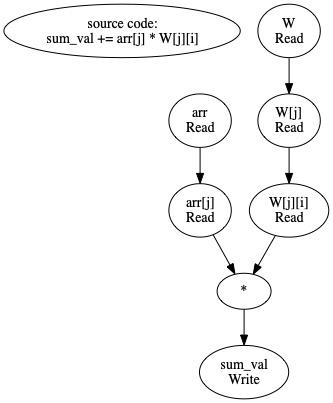 source code:
sum_val += arr[j] * W[j][i]
W
Read
arr
Read
W[j]
Read
arr[j]
Read
W[j][i]
Read
*
sum_val
Write